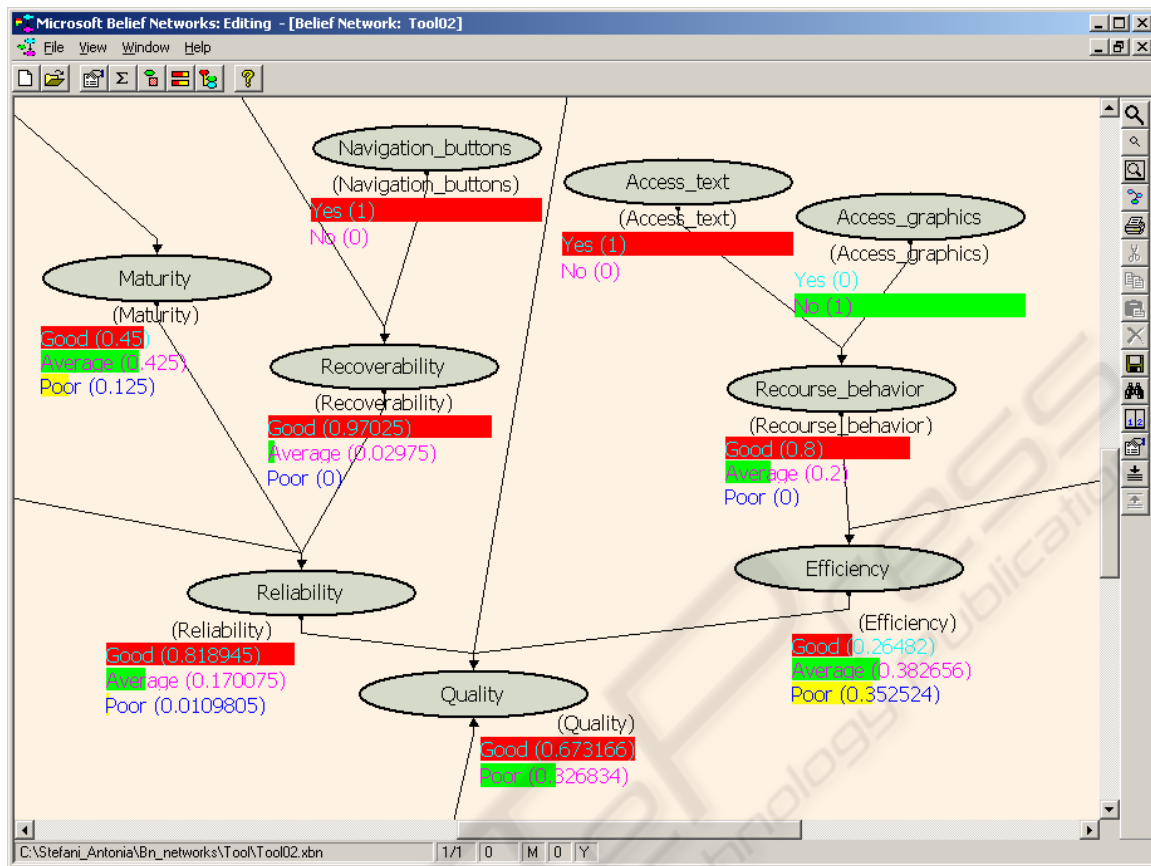 Microsoft Belief Networks: Editing - [Belief Network: Tool02]
File View Window Help
Navigation_buttons
(Navigation_buttons)
Yes (1)
No (0)
Access_text
(Access_text)
Yes (1)
No (0)
Access_graphics
(Access_graphics)
Yes (0)
No (1)
Maturity
(Maturity)
Good (0.45)
Average (0.425)
Poor (0.125)
Recoverability
(Recoverability)
Good (0.97025)
Average (0.02975)
Poor (0)
Recourse_behavior
(Recourse_behavior)
Good (0.8)
Average (0.2)
Poor (0)
Reliability
(Reliability)
Good (0.818945)
Average (0.170075)
Poor (0.0109805)
Efficiency
(Efficiency)
Good (0.26482)
Average (0.382656)
Poor (0.352524)
Quality
(Quality)
Good (0.673166)
Poor (0.326834)
C:\Stefani_Antonia\Bn_networks\Tool\Tool02.xbn 1/1 0 M 0 Y